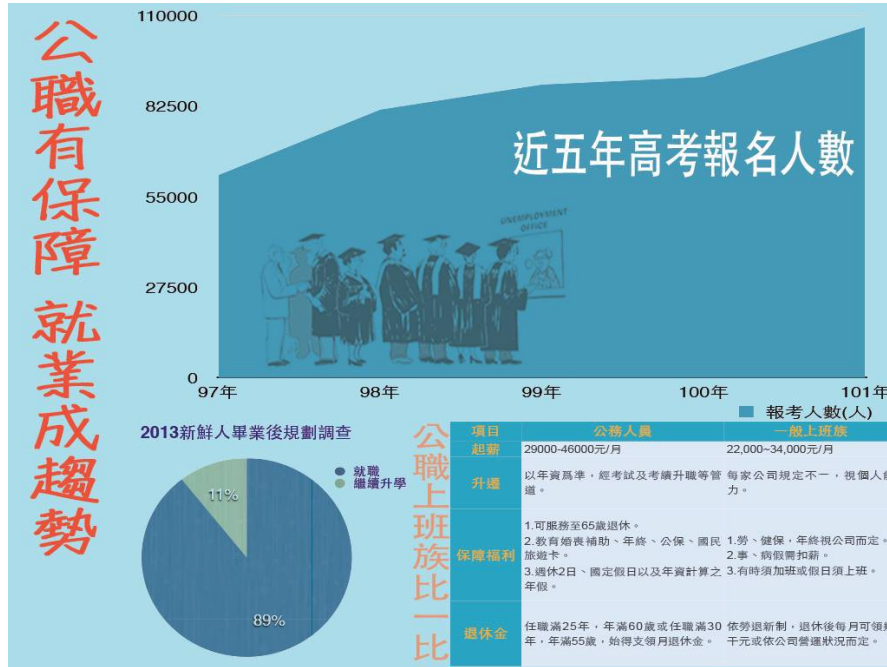 公職有保障 就業成趨勢
110000
82500
55000
27500
0
近五年高考報名人數
UNEMPLOYMENT
OFFICE
97年
98年
99年
100年
101年
報考人數(人)
2013新鮮人畢業後規劃調查
就職
繼續升學
11%
89%
公職上班族比一比
項目 公務人員 一般上班族
起薪 29000-46000元/月 22,000~34,000元/月
升遷
以年資爲準，經考試及考績升職等管
道。
每家公司規定不一，視個人
力。
保障福利
1.可服務至65歲退休。
2.教育婚喪補助、年終、公保、國民
旅遊卡。
3.週休2日、國定假日以及年資計算之
年假。
1.勞、健保，年終視公司而定。
2.事、病假需扣薪。
3.有時須加班或假日須上班。
退休金
任職滿25年，年滿60歲或任職滿30
年，年滿55歲，始得支領月退休金。
依勞退新制，退休後每月可領
千元或依公司營運狀況而定。